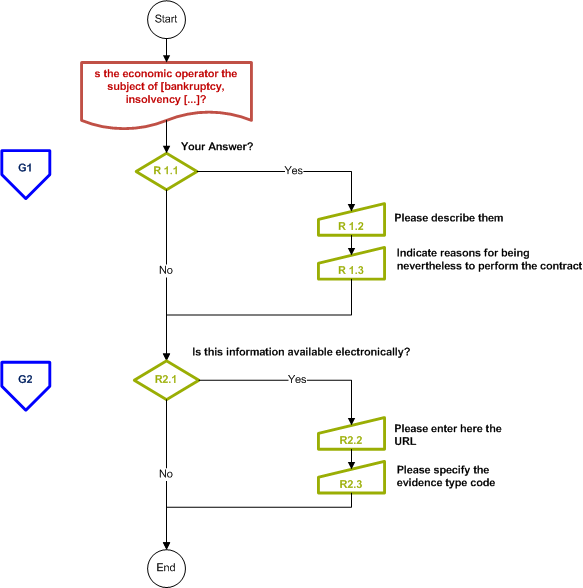 Start
s the economic operator the
subject of [bankruptcy,
insolvency [...]?
Your Answer?
G1
R 1.1
Yes
Please describe them
R 1.2
Indicate reasons for being
nevertheless to perform the contract
R 1.3
No
Is this information available electronically?
G2
R2.1
Yes
Please enter here the
URL
R2.2
Please specify the
evidence type code
R2.3
No
End